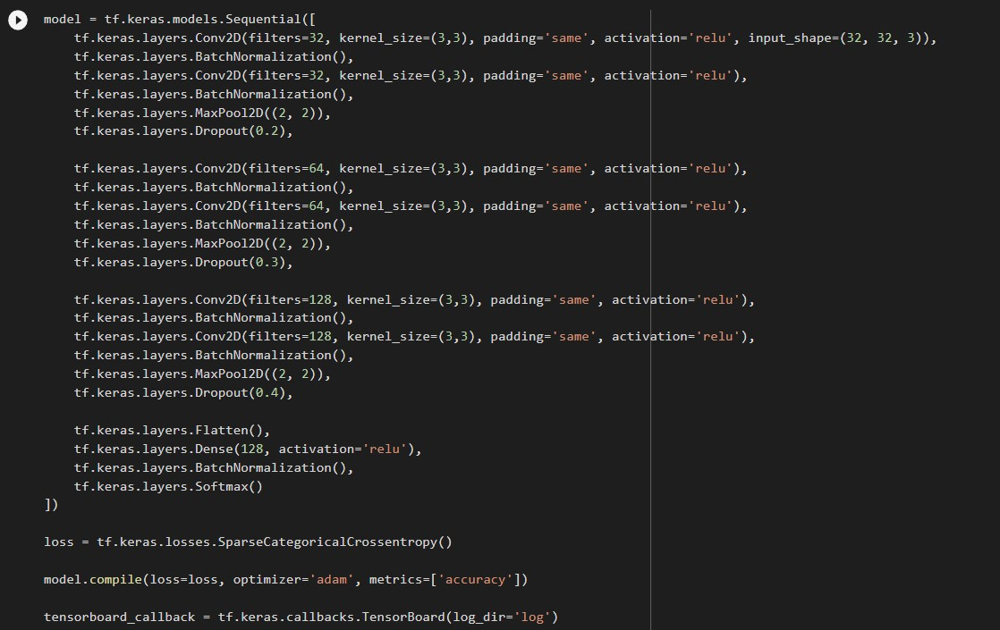 model = tf.keras.models.Sequential([
    tf.keras.layers.Conv2D(filters=32, kernel_size=(3,3), padding='same', activation='relu', input_shape=(32, 32, 3)),
    tf.keras.layers.BatchNormalization(),
    tf.keras.layers.Conv2D(filters=32, kernel_size=(3,3), padding='same', activation='relu'),
    tf.keras.layers.BatchNormalization(),
    tf.keras.layers.MaxPool2D((2, 2)),
    tf.keras.layers.Dropout(0.2),

    tf.keras.layers.Conv2D(filters=64, kernel_size=(3,3), padding='same', activation='relu'),
    tf.keras.layers.BatchNormalization(),
    tf.keras.layers.Conv2D(filters=64, kernel_size=(3,3), padding='same', activation='relu'),
    tf.keras.layers.BatchNormalization(),
    tf.keras.layers.MaxPool2D((2, 2)),
    tf.keras.layers.Dropout(0.3),

    tf.keras.layers.Conv2D(filters=128, kernel_size=(3,3), padding='same', activation='relu'),
    tf.keras.layers.BatchNormalization(),
    tf.keras.layers.Conv2D(filters=128, kernel_size=(3,3), padding='same', activation='relu'),
    tf.keras.layers.BatchNormalization(),
    tf.keras.layers.MaxPool2D((2, 2)),
    tf.keras.layers.Dropout(0.4),

    tf.keras.layers.Flatten(),
    tf.keras.layers.Dense(128, activation='relu'),
    tf.keras.layers.BatchNormalization(),
    tf.keras.layers.Softmax()
])

loss = tf.keras.losses.SparseCategoricalCrossentropy()

model.compile(loss=loss, optimizer='adam', metrics=['accuracy'])

tensorboard_callback = tf.keras.callbacks.TensorBoard(log_dir='log')